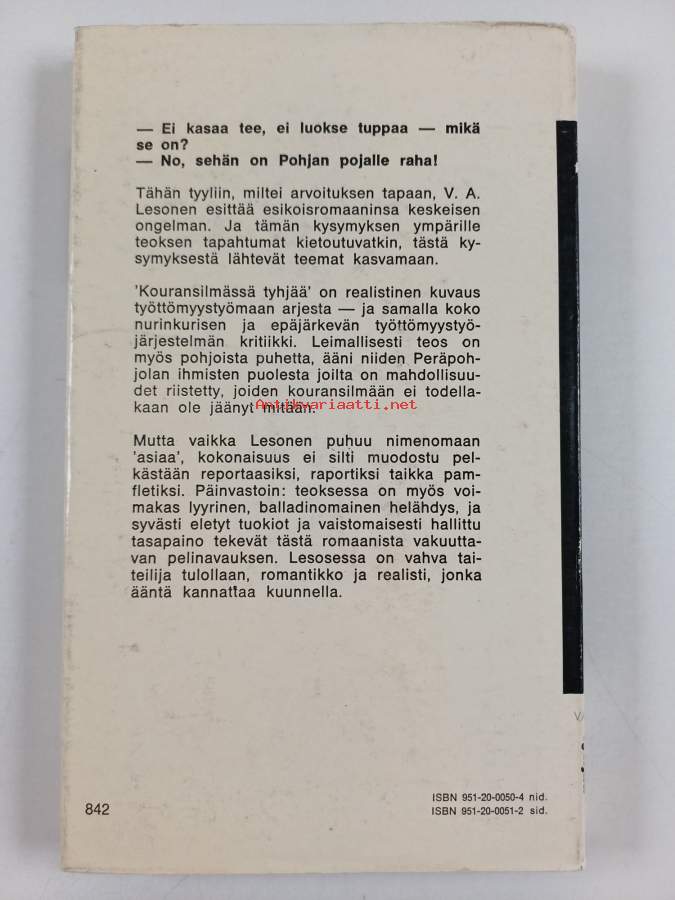 — Ei kasaa tee, ei luokse tuppaa — mikä
se on?
— No, sehän on Pohjan pojalle raha!
Tähän tyyliin, miltei arvoituksen tapaan, V. A.
Lesonen esittää esikoisromaaninsa keskeisen
ongelman. Ja tämän kysymyksen ympärille
teoksen tapahtumat kietoutuvatkin, tästä ky-
symyksestä lähtevät teemat kasvamaan.
'Kouransilmässä tyhjää' on realistinen kuvaus
työttömyystyömaan arjesta — ja samalla koko
nurinkurisen ja epäjärkevän työttömyystyö-
järjestelmän kritiikki. Leimallisesti teos on
myös pohjoista puhetta, ääni niiden Peräpoh-
jolan ihmisten puolesta joilta on mahdollisuu-
det riistetty, joiden kouransilmään ei todella-
kaan ole jäänyt mitään.
Antikvariaatti.net
Mutta vaikka Lesonen puhuu nimenomaan
'asiaa', kokonaisuus ei silti muodostu pel-
kästään reportaasiksi, raportiksi taikka pam-
fletiksi. Päinvastoin: teoksessa on myös voi-
makas lyyrinen, balladinomainen helähdys, ja
syvästi eletyt tuokiot ja vaistomaisesti hallittu
tasapaino tekevät tästä romaanista vakuutta-
van pelinavauksen. Lesosessa on vahva tai-
teilija tulollaan, romantikko ja realisti, jonka
ääntä kannattaa kuunnella.
842
ISBN 951-20-0050-4 nid.
ISBN 951-20-0051-2 sid.